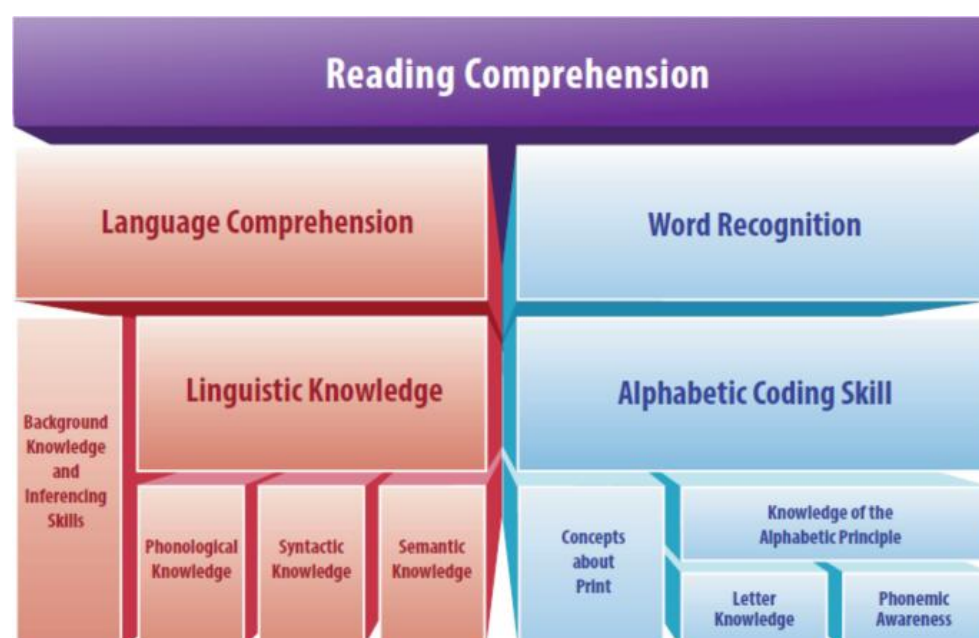 Reading Comprehension
Language Comprehension
Word Recognition
Background
Knowledge
and
Inferencing
Skills
Linguistic Knowledge
Alphabetic Coding Skill
Phonological
Knowledge
Syntactic
Knowledge
Semantic
Knowledge
Concepts
about
Print
Knowledge of the
Alphabetic Principle
Letter
Knowledge
Phonemic
Awareness